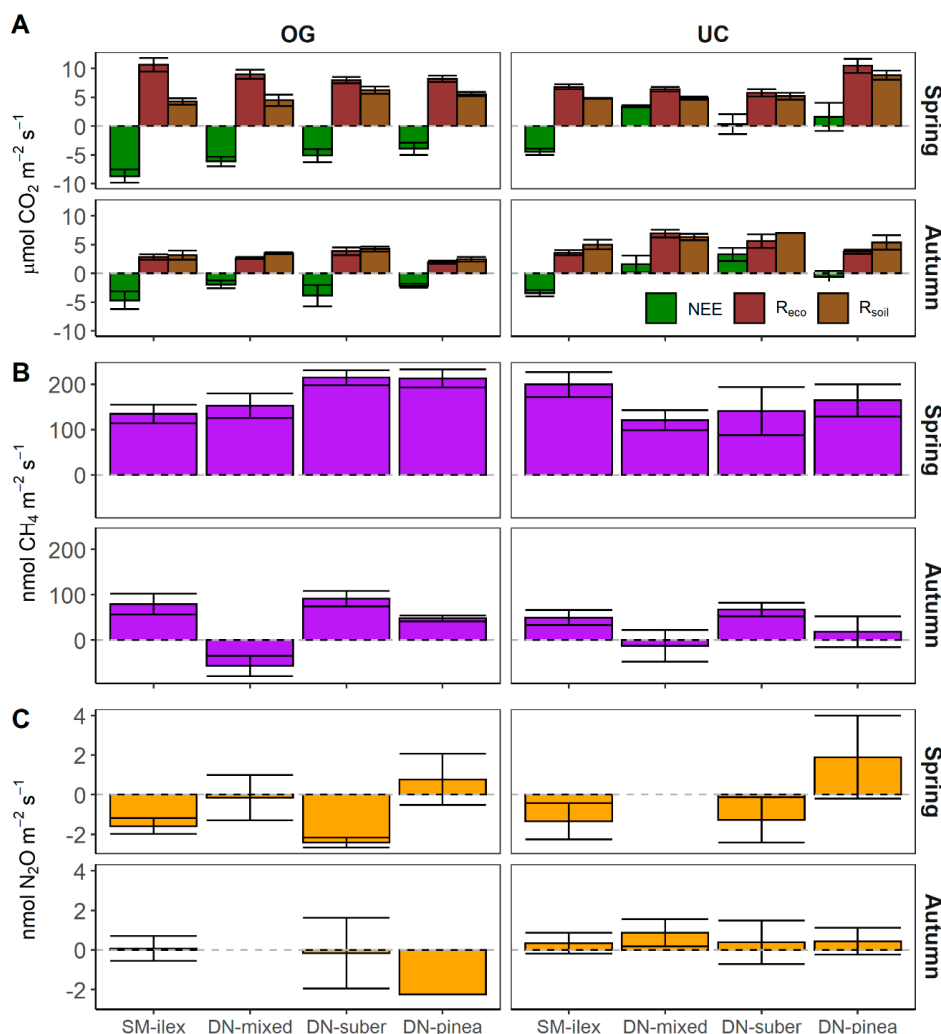 A
OG
UC
10
5
0
-5
-10
Spring
10
5
0
-5
-10
Autumn
NEE
Reco
Rsoil
μmol CO₂ m⁻² s⁻¹
B
200
100
0
Spring
200
100
0
Autumn
nmol CH₄ m⁻² s⁻¹
C
4
2
0
-2
Spring
4
2
0
-2
Autumn
nmol N₂O m⁻² s⁻¹
SM-ilex DN-mixed DN-suber DN-pinea SM-ilex DN-mixed DN-suber DN-pinea